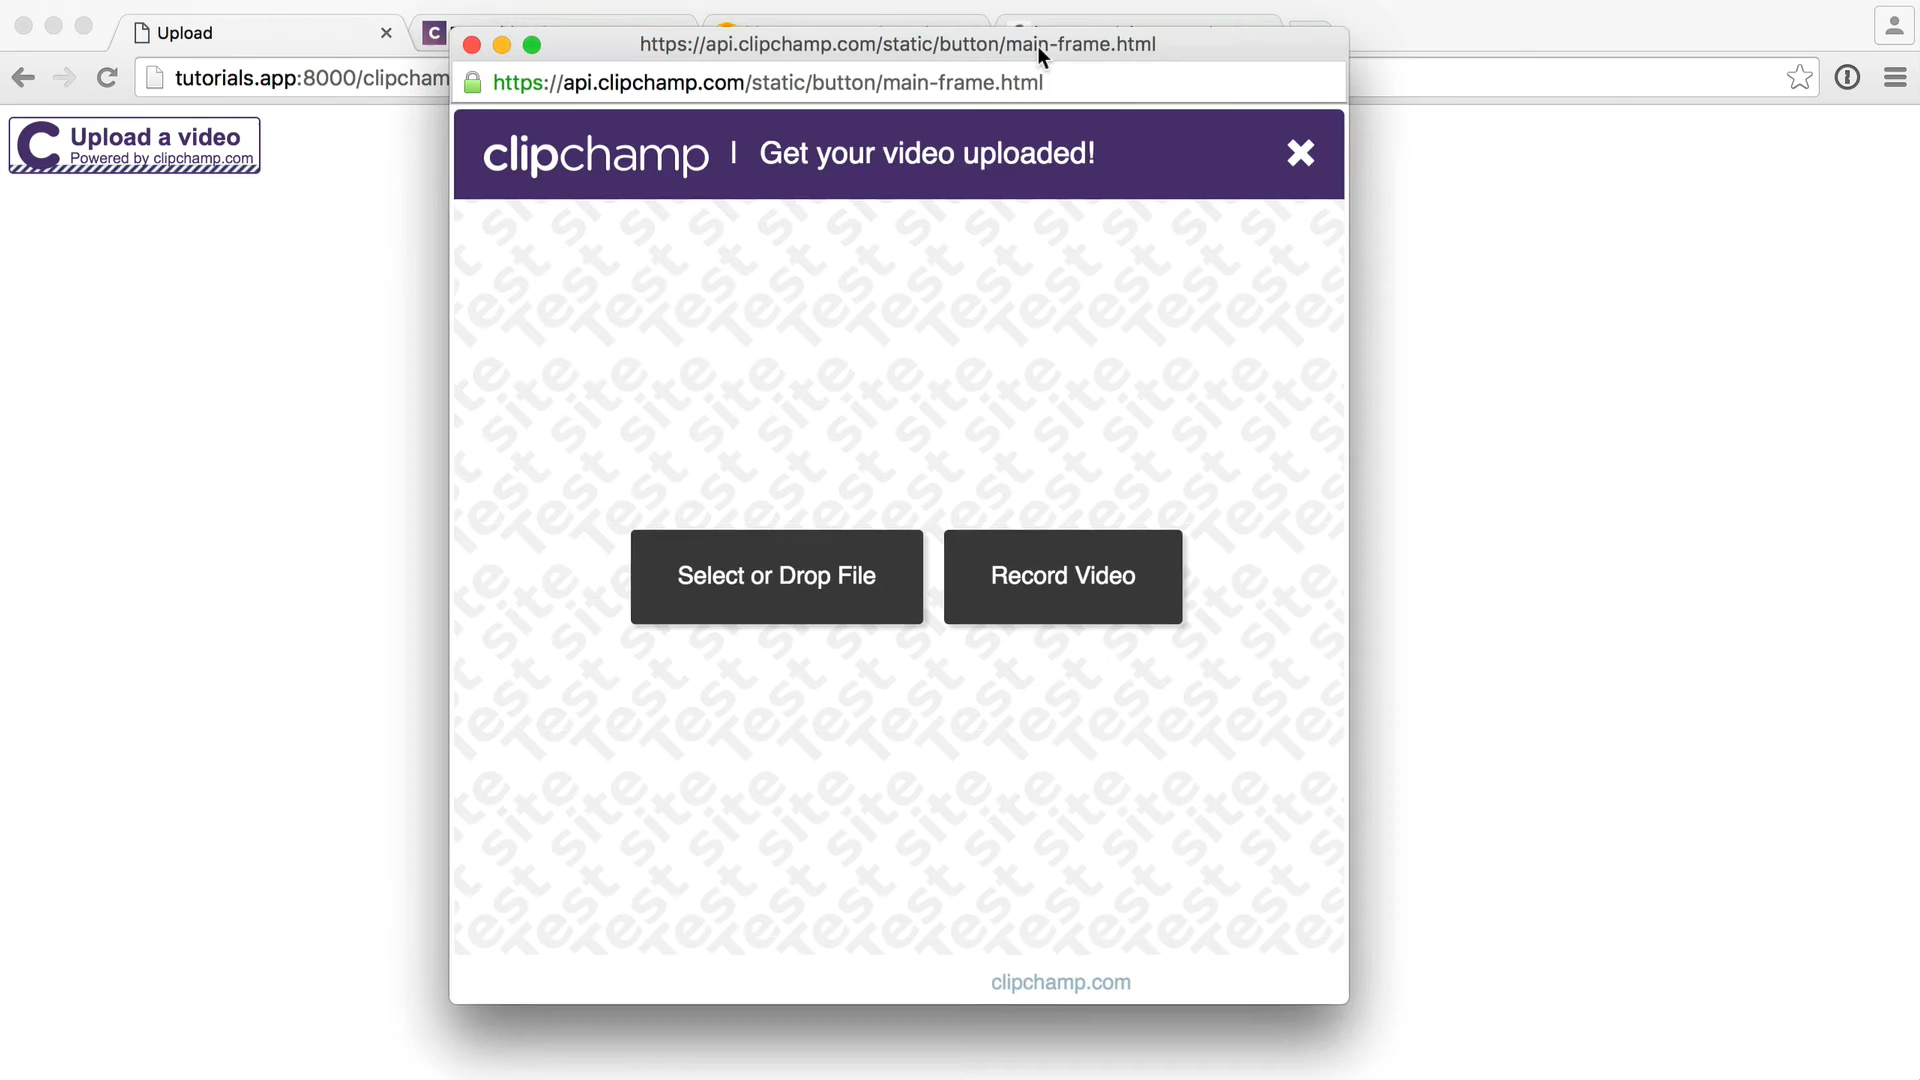 Upload
C
https://api.clipchamp.com/static/button/main-frame.html
tutorials.app:8000/clipcham
https://api.clipchamp.com/static/button/main-frame.html
Upload a video
Powered by clipchamp.com
clipchamp | Get your video uploaded!
Select or Drop File
Record Video
Test site
clipchamp.com